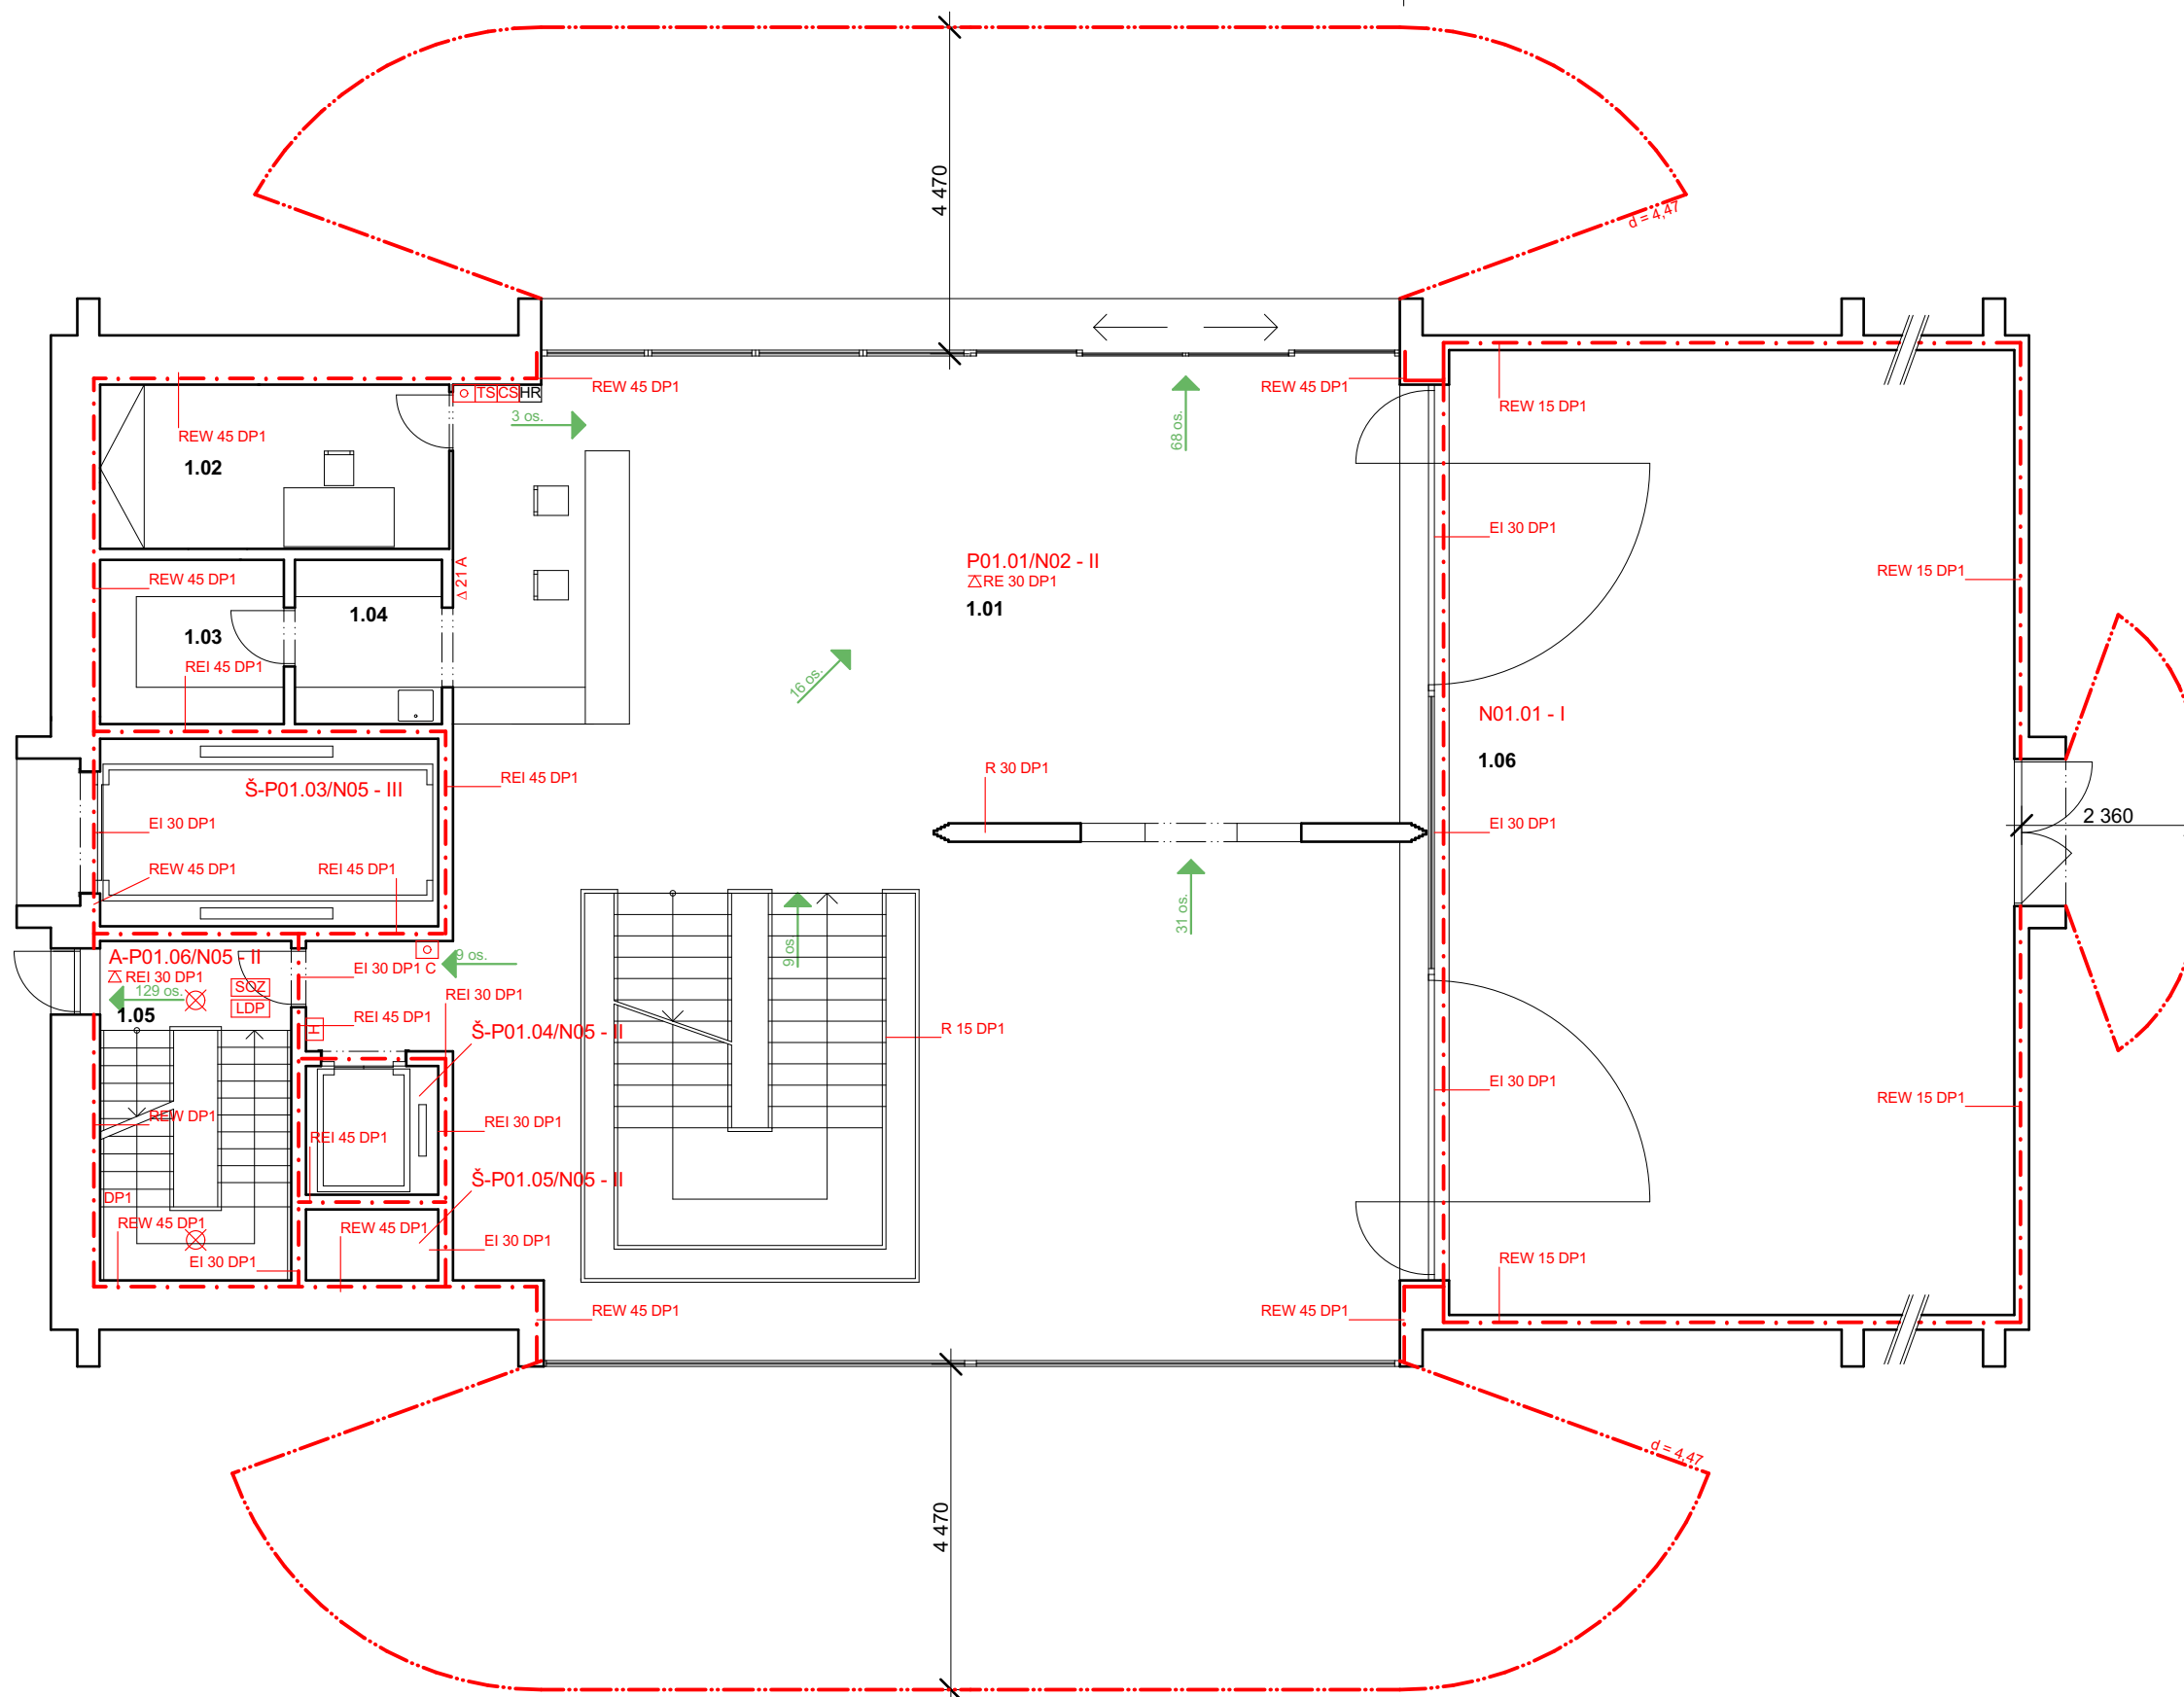 4 470
d = 4,47
REW 45 DP1
REW 45 DP1
TS CS HR
3 os.
68 os.
REW 15 DP1
REW 45 DP1
1.02
EI 30 DP1
P01.01/N02 - II
RE 30 DP1
1.01
REW 15 DP1
REW 45 DP1
21 A
1.04
1.03
REI 45 DP1
16 os.
N01.01 - I
1.06
REI 45 DP1
R 30 DP1
Š-P01.03/N05 - III
EI 30 DP1
EI 30 DP1
2 360
REW 45 DP1
REI 45 DP1
31 os.
9 os.
9 os.
A-P01.06/N05 - II
REI 30 DP1
EI 30 DP1 C
129 os.
SOZ
LDP
REI 30 DP1
1.05
REI 45 DP1
H
Š-P01.04/N05 - II
R 15 DP1
EI 30 DP1
REW 15 DP1
REW DP1
REI 30 DP1
REI 45 DP1
Š-P01.05/N05 - II
DP1
REW 45 DP1
REW 45 DP1
EI 30 DP1
EI 30 DP1
REW 15 DP1
REW 45 DP1
REW 45 DP1
d = 4,47
4 470